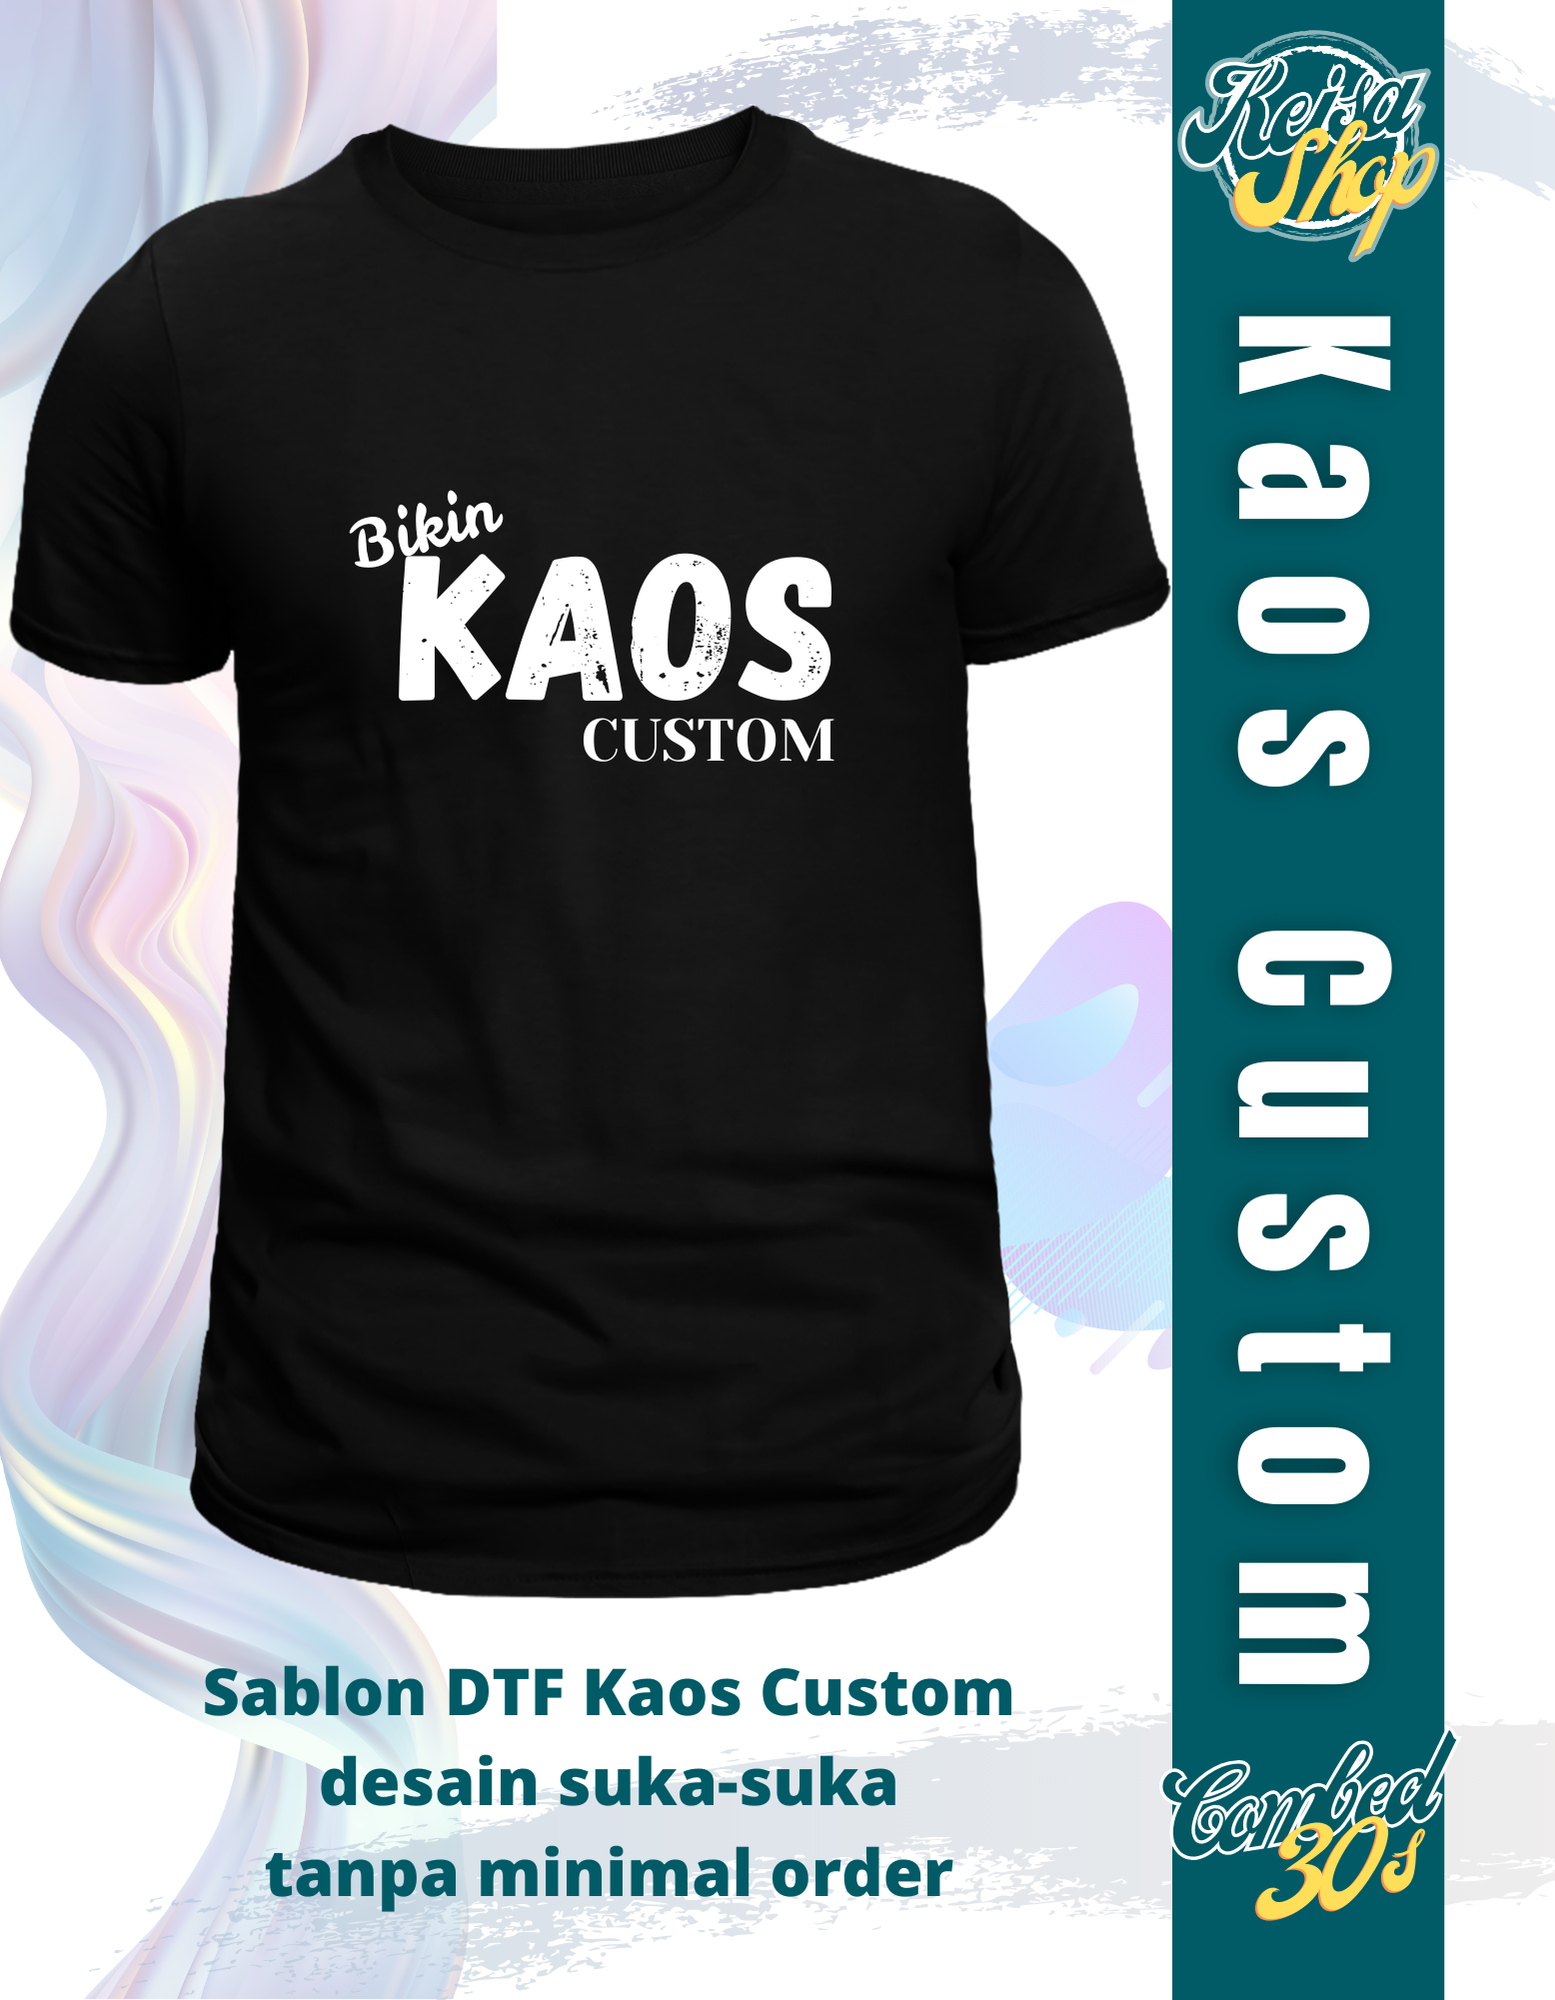 Keisa
Shop
Kaos Custom
Bikin
KAOS
CUSTOM
Sablon DTF Kaos Custom
desain suka-suka
tanpa minimal order
Combed
30s